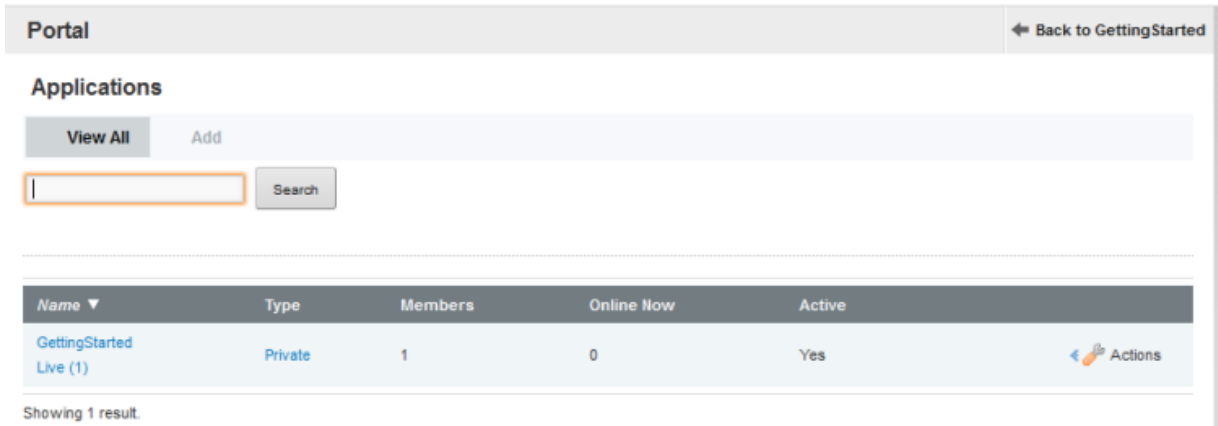 Portal
Back to GettingStarted
Applications
View All Add
Search
Name ▼ Type Members Online Now Active
GettingStarted
Live (1) Private 1 0 Yes Actions
Showing 1 result.